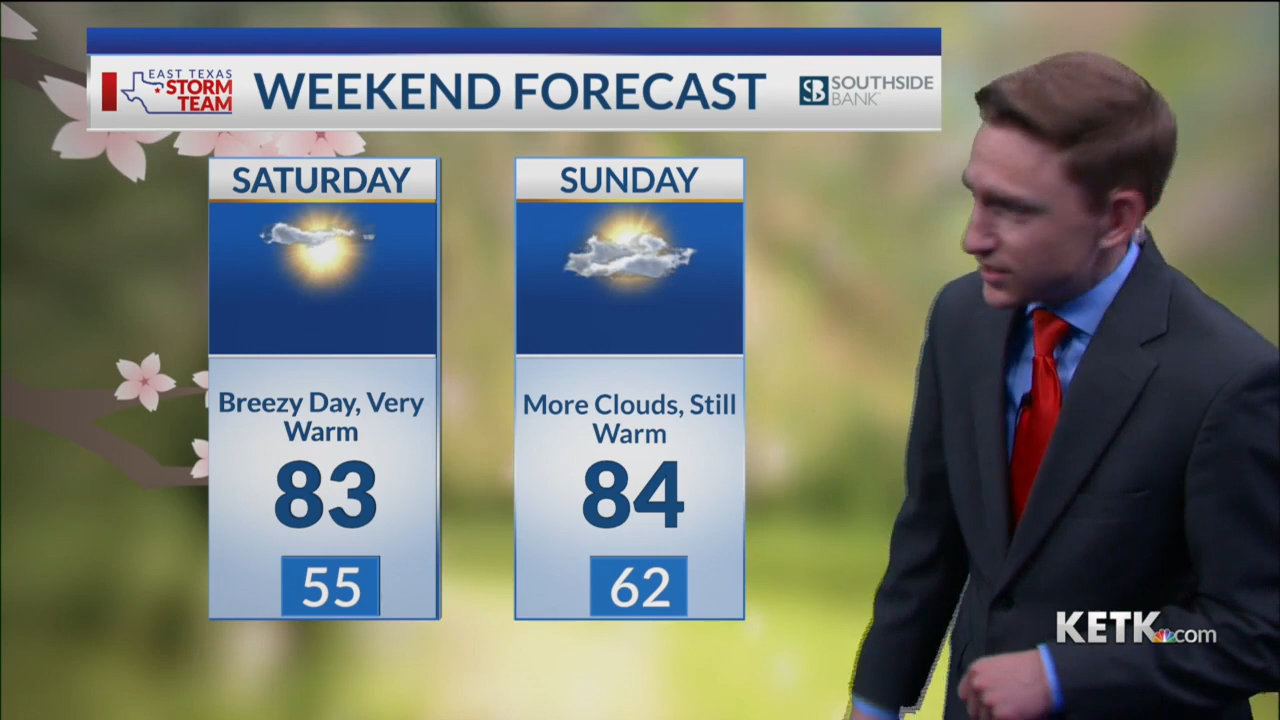 EAST TEXAS
STORM
TEAM
WEEKEND FORECAST
SB SOUTHSIDE
BANK
SATURDAY
SUNDAY
Breezy Day, Very
Warm
83
55
More Clouds, Still
Warm
84
62
KETK.com